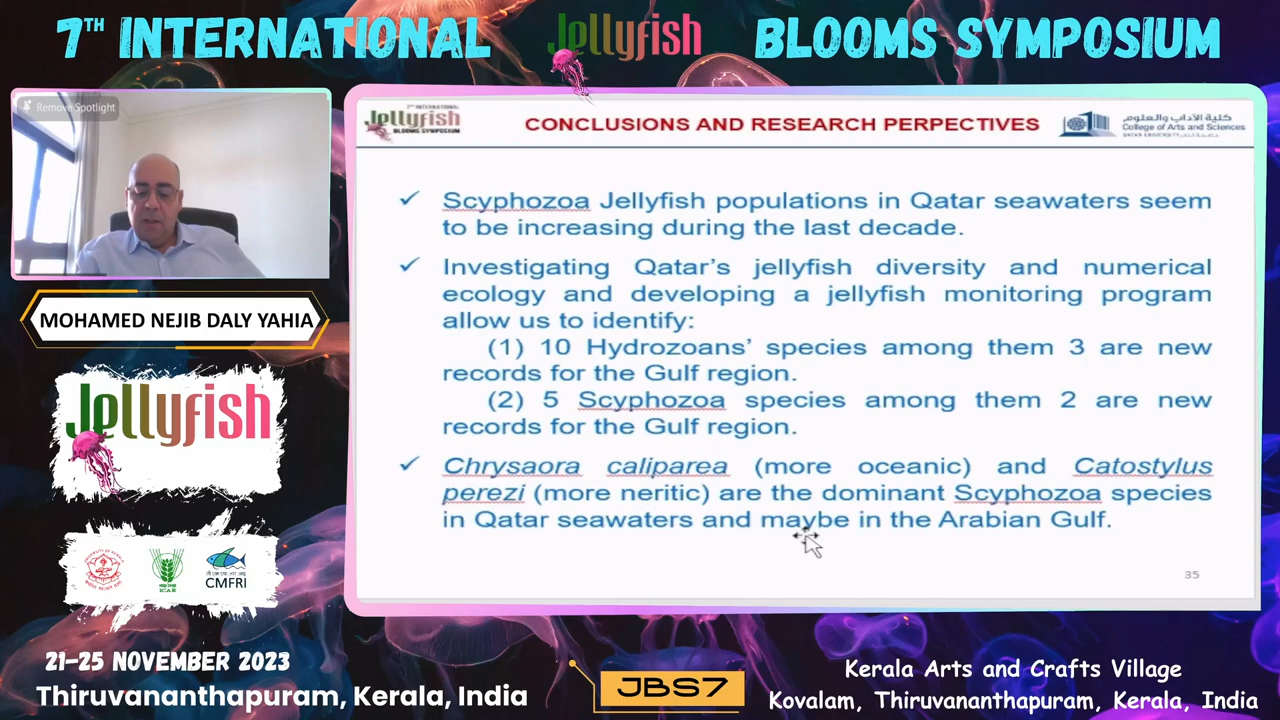 7TH INTERNATIONAL Jellyfish BLOOMS SYMPOSIUM
Remove Spotlight
MOHAMED NEJIB DALY YAHIA
Jellyfish
CMFRI
21-25 NOVEMBER 2023
Thiruvananthapuram, Kerala, India
7TH INTERNATIONAL
Jellyfish
BLOOMS SYMPOSIUM
CONCLUSIONS AND RESEARCH PERPECTIVES
كلية الآداب والعلوم
College of Arts and Sciences
✓ Scyphozoa Jellyfish populations in Qatar seawaters seem
to be increasing during the last decade.
✓ Investigating Qatar's jellyfish diversity and numerical
ecology and developing a jellyfish monitoring program
allow us to identify:
(1) 10 Hydrozoans' species among them 3 are new
records for the Gulf region.
(2) 5 Scyphozoa species among them 2 are new
records for the Gulf region.
✓ Chrysaora caliparea (more oceanic) and Catostylus
perezi (more neritic) are the dominant Scyphozoa species
in Qatar seawaters and maybe in the Arabian Gulf.
35
JBS7
Kerala Arts and Crafts Village
Kovalam, Thiruvananthapuram, Kerala, India